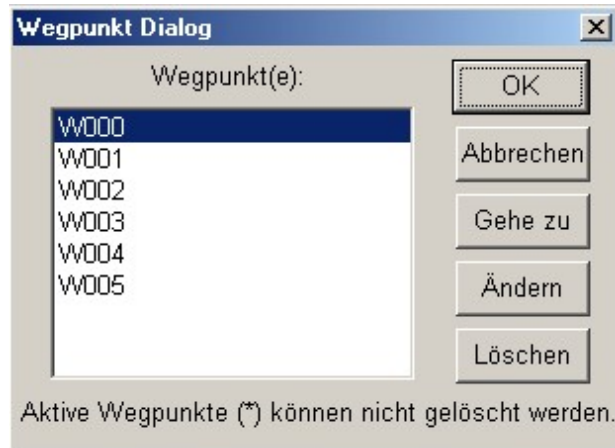 Wegpunkt Dialog
Wegpunkt(e):
W000
W001
W002
W003
W004
W005
OK
Abbrechen
Gehe zu
Ändern
Löschen
Aktive Wegpunkte (*) können nicht gelöscht werden.